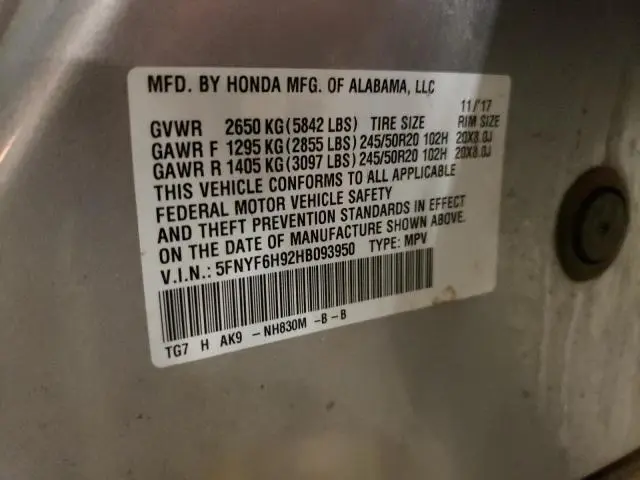 MFD. BY HONDA MFG. OF ALABAMA, LLC
11/'17
GVWR 2650 KG (5842 LBS) TIRE SIZE RIM SIZE
GAWR F 1295 KG (2855 LBS) 245/50R20 102H 20X8.0J
GAWR R 1405 KG (3097 LBS) 245/50R20 102H 20X8.0J
THIS VEHICLE CONFORMS TO ALL APPLICABLE
FEDERAL MOTOR VEHICLE SAFETY
AND THEFT PREVENTION STANDARDS IN EFFECT
ON THE DATE OF MANUFACTURE SHOWN ABOVE.
V.I.N.: 5FNYF6H92HB093950 TYPE: MPV
TG7 H AK9 - NH830M -B-B